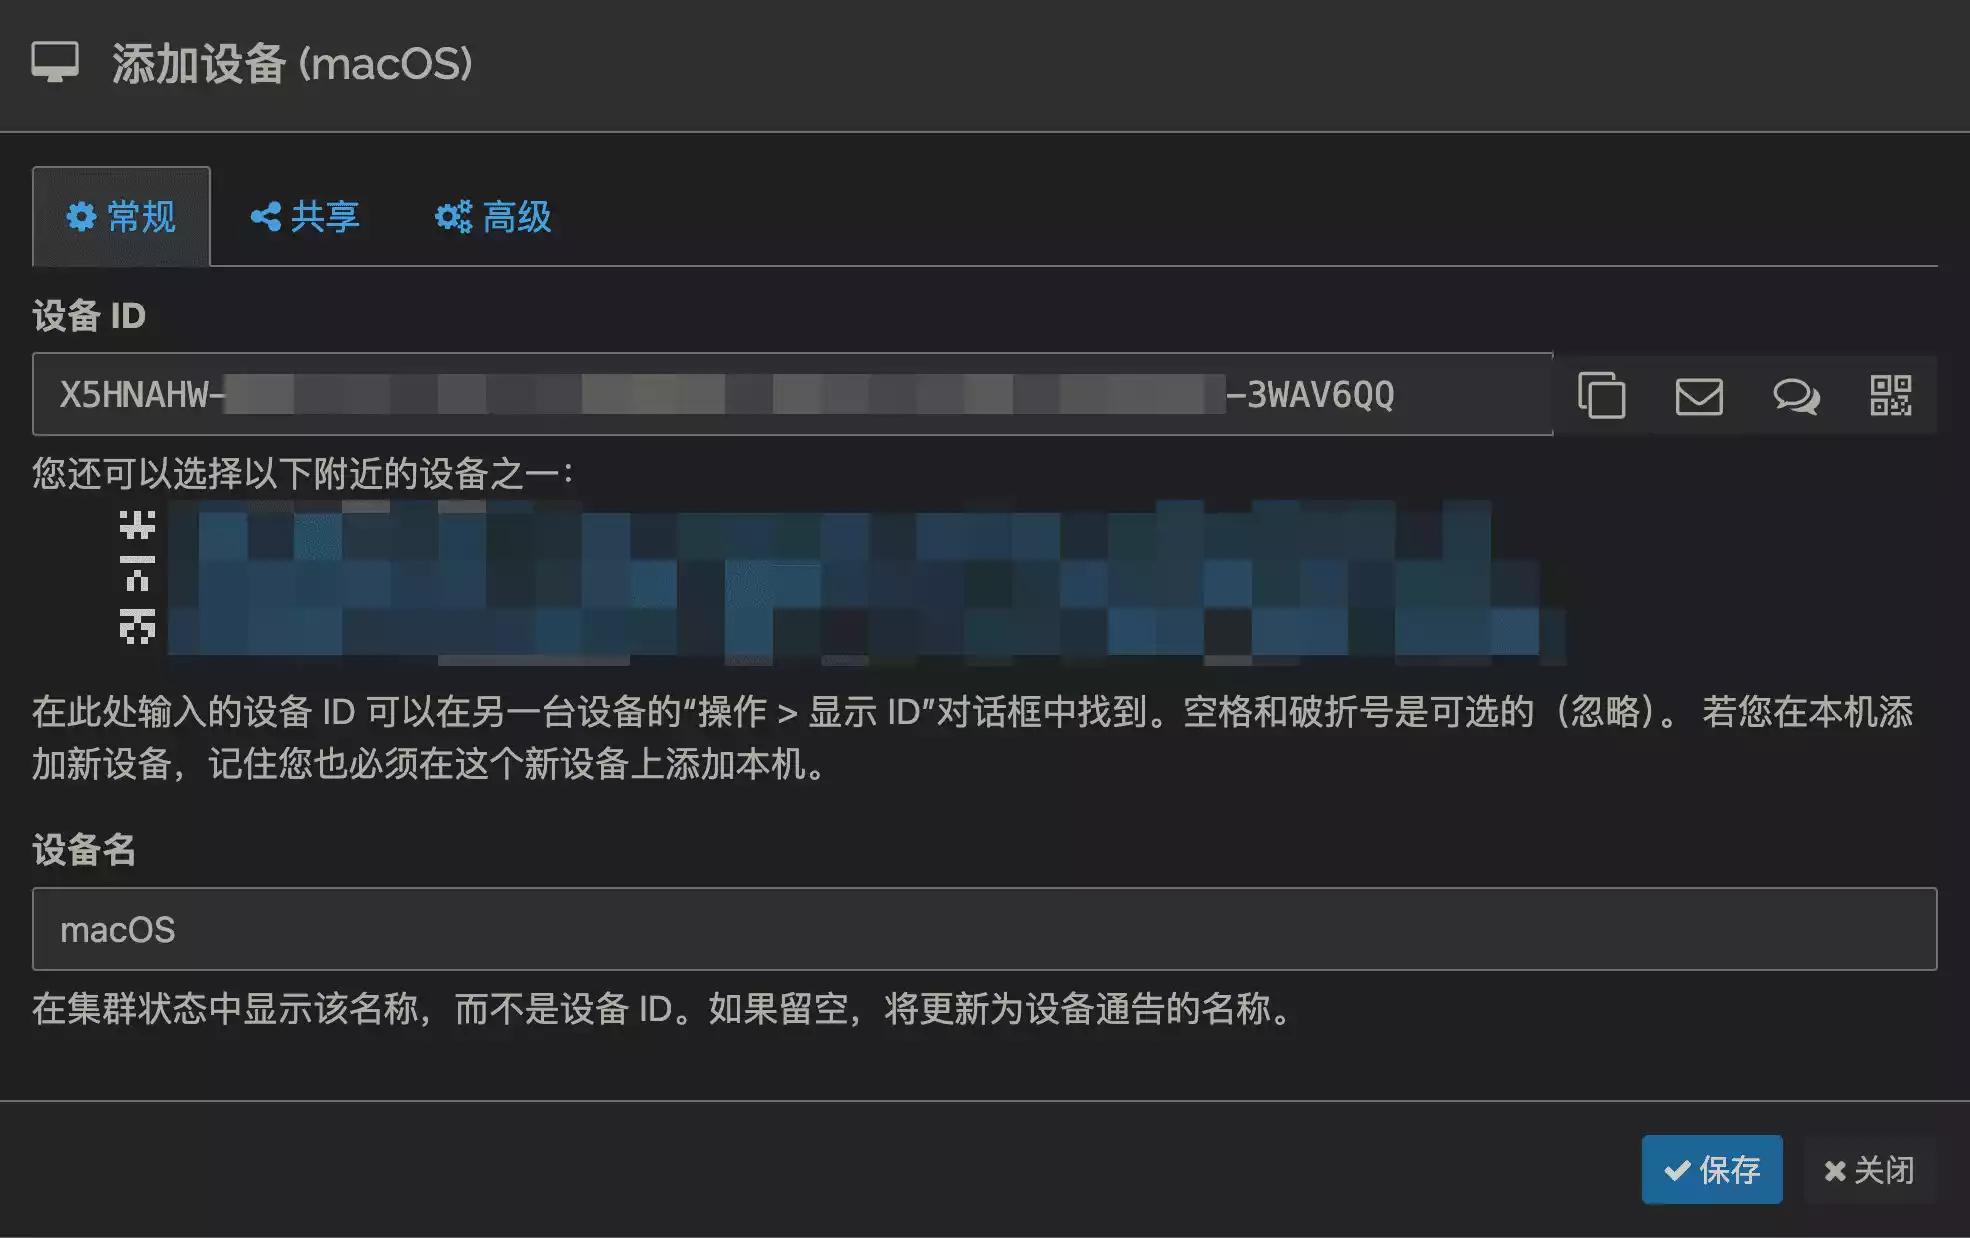 添加设备 (macOS)
常规 共享 高级
设备 ID
X5HNAHW- -3WAV6QQ
您还可以选择以下附近的设备之一：
在此处输入的设备 ID 可以在另一台设备的“操作 > 显示 ID”对话框中找到。空格和破折号是可选的（忽略）。 若您在本机添
加新设备，记住您也必须在这个新设备上添加本机。
设备名
macOS
在集群状态中显示该名称，而不是设备 ID。如果留空，将更新为设备通告的名称。
保存 关闭